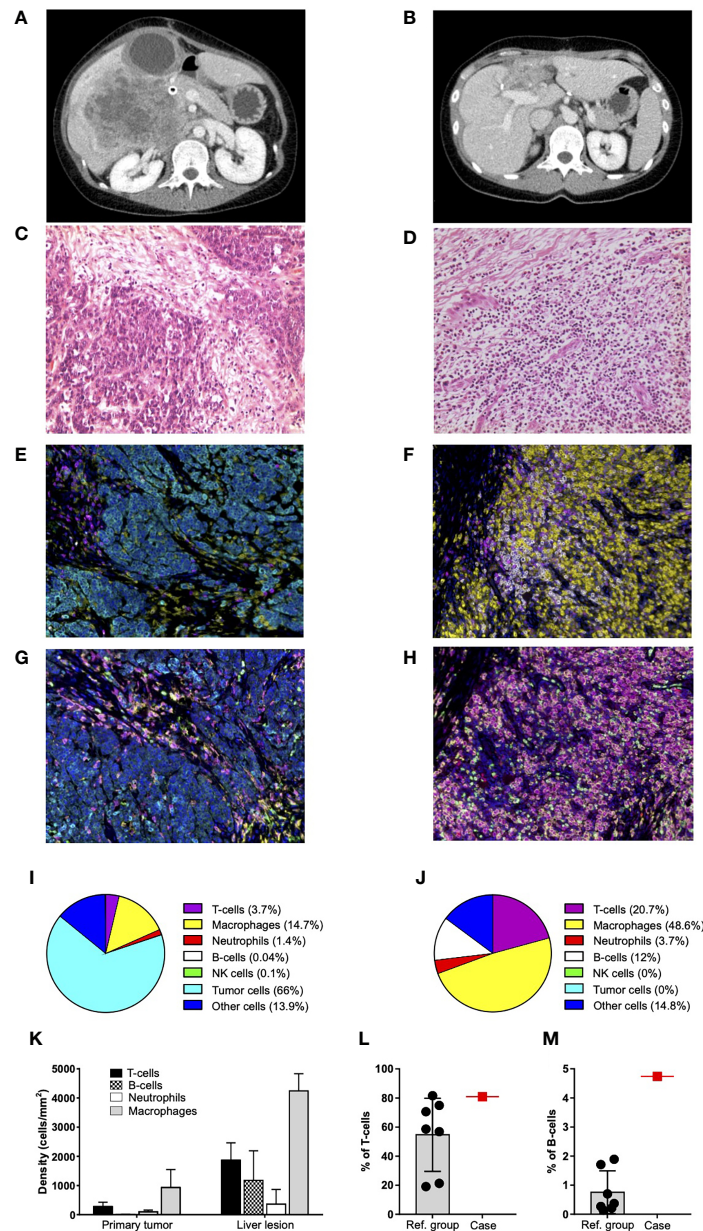 A
B
C
D
E
F
G
H
I
T-cells (3.7%)
Macrophages (14.7%)
Neutrophils (1.4%)
B-cells (0.04%)
NK cells (0.1%)
Tumor cells (66%)
Other cells (13.9%)
J
T-cells (20.7%)
Macrophages (48.6%)
Neutrophils (3.7%)
B-cells (12%)
NK cells (0%)
Tumor cells (0%)
Other cells (14.8%)
K
Density (cells/mm²)
5000
4000
3000
2000
1000
0
T-cells
B-cells
Neutrophils
Macrophages
Primary tumor
Liver lesion
L
% of T-cells
100
80
60
40
20
0
Ref. group
Case
M
% of B-cells
5
4
3
2
1
0
Ref. group
Case